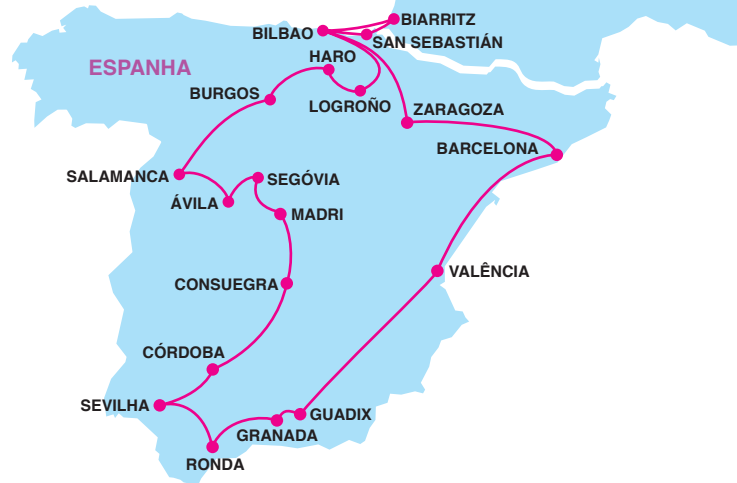 BIARRITZ
BILBAO
SAN SEBASTIÁN
HARO
ESPANHA
BURGOS
LOGROÑO
ZARAGOZA
BARCELONA
SALAMANCA
SEGÓVIA
ÁVILA
MADRI
VALÊNCIA
CONSUEGRA
CÓRDOBA
SEVILHA
GUADIX
GRANADA
RONDA